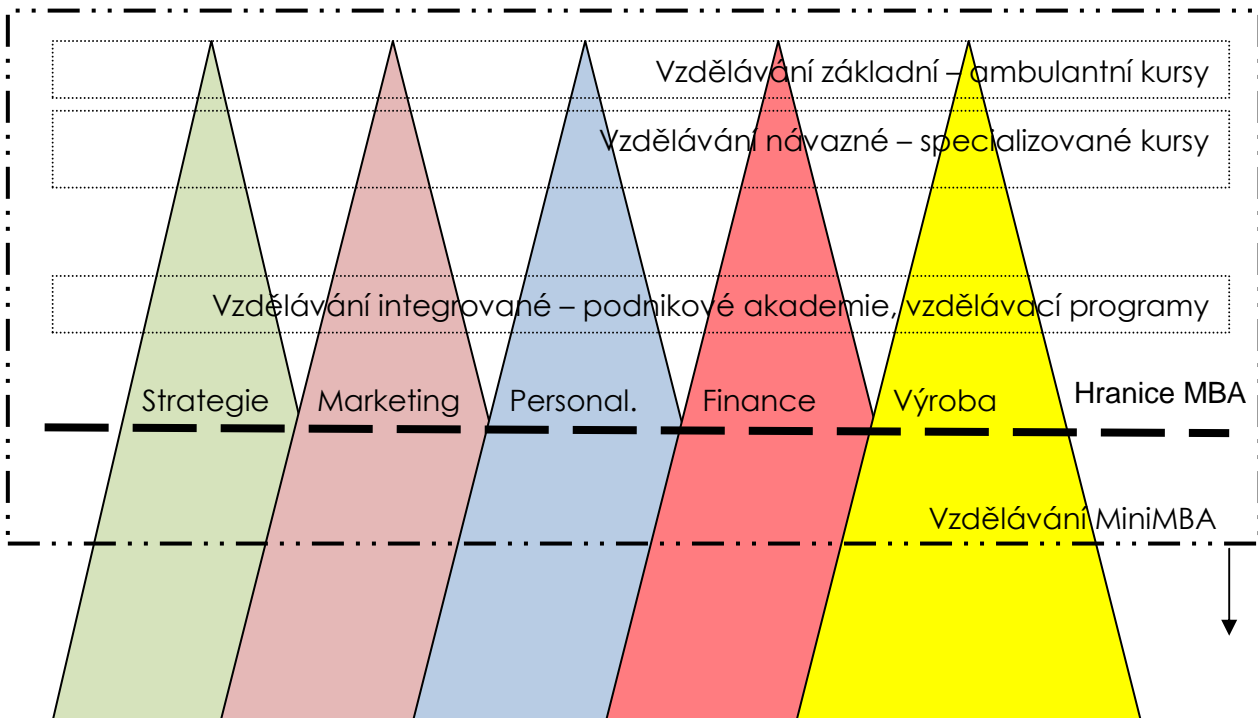 Vzdělávání základní – ambulantní kursy
Vzdělávání návazné – specializované kursy
Vzdělávání integrované – podnikové akademie, vzdělávací programy
Strategie
Marketing
Personal.
Finance
Výroba
Hranice MBA
Vzdělávání MiniMBA